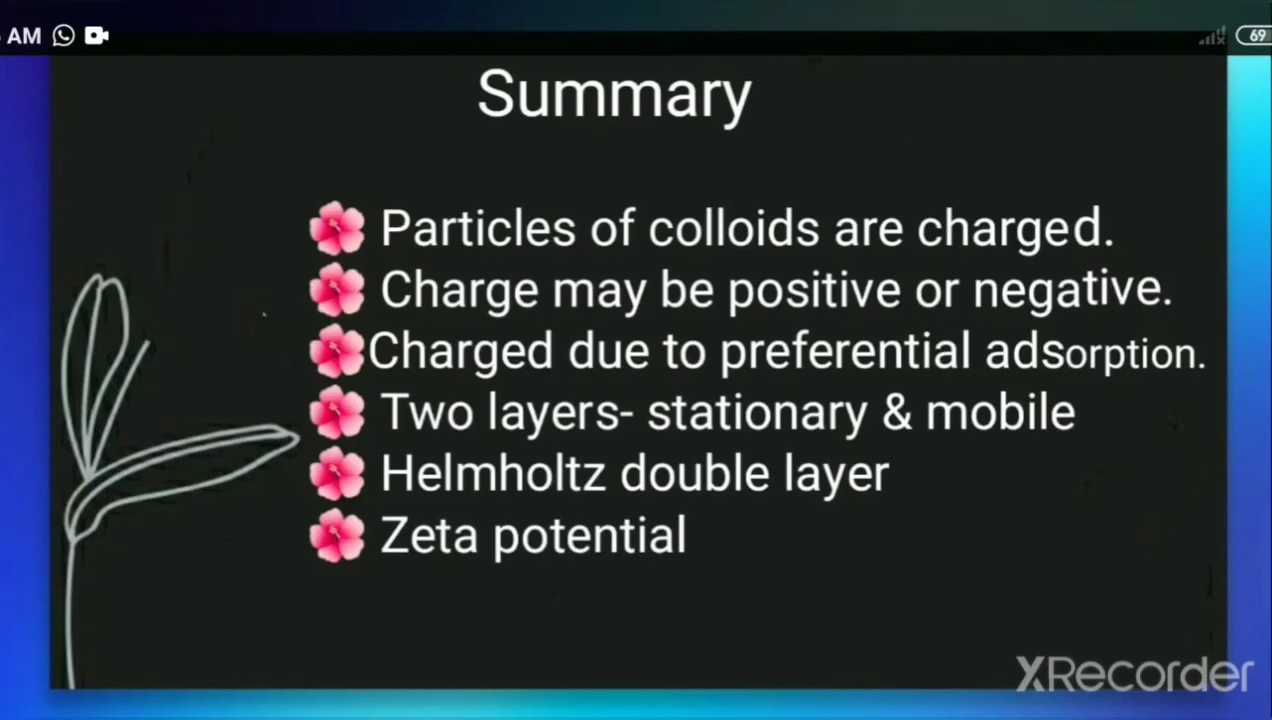 AM
69
Summary
Particles of colloids are charged.
Charge may be positive or negative.
Charged due to preferential adsorption.
Two layers- stationary & mobile
Helmholtz double layer
Zeta potential
XRecorder